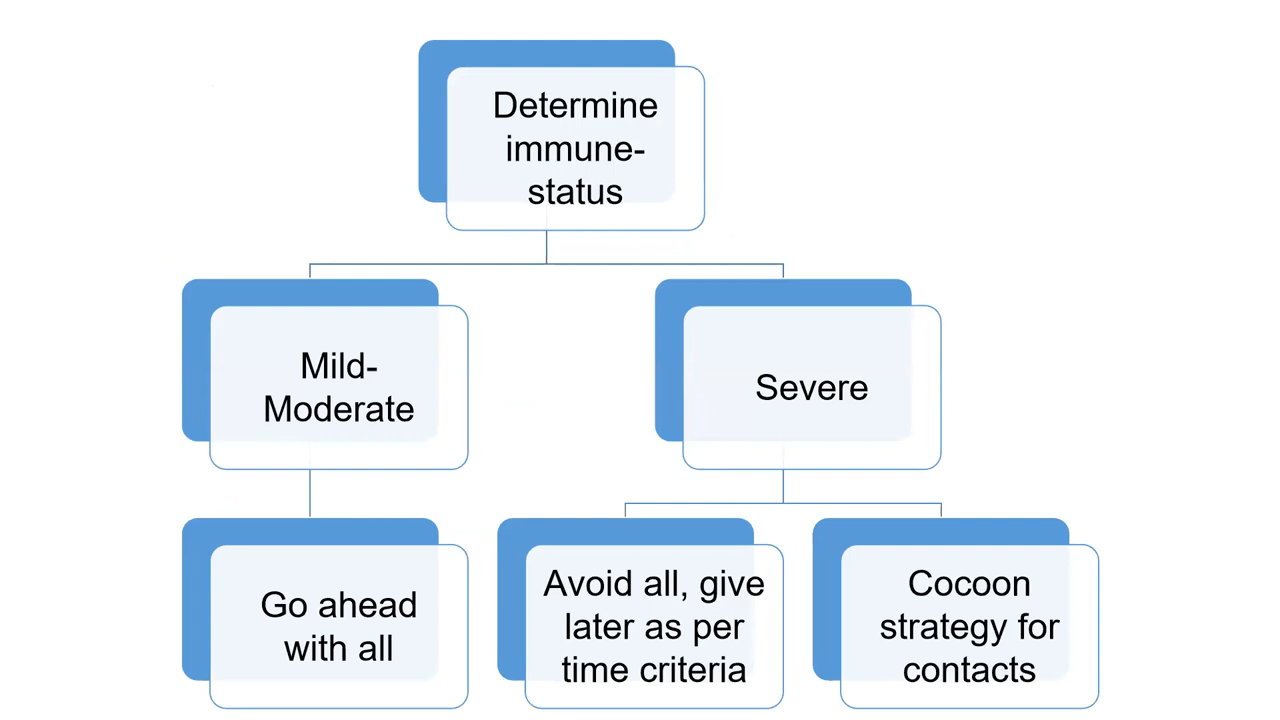 Determine
immune-
status
Mild-
Moderate
Severe
Go ahead
with all
Avoid all, give
later as per
time criteria
Cocoon
strategy for
contacts